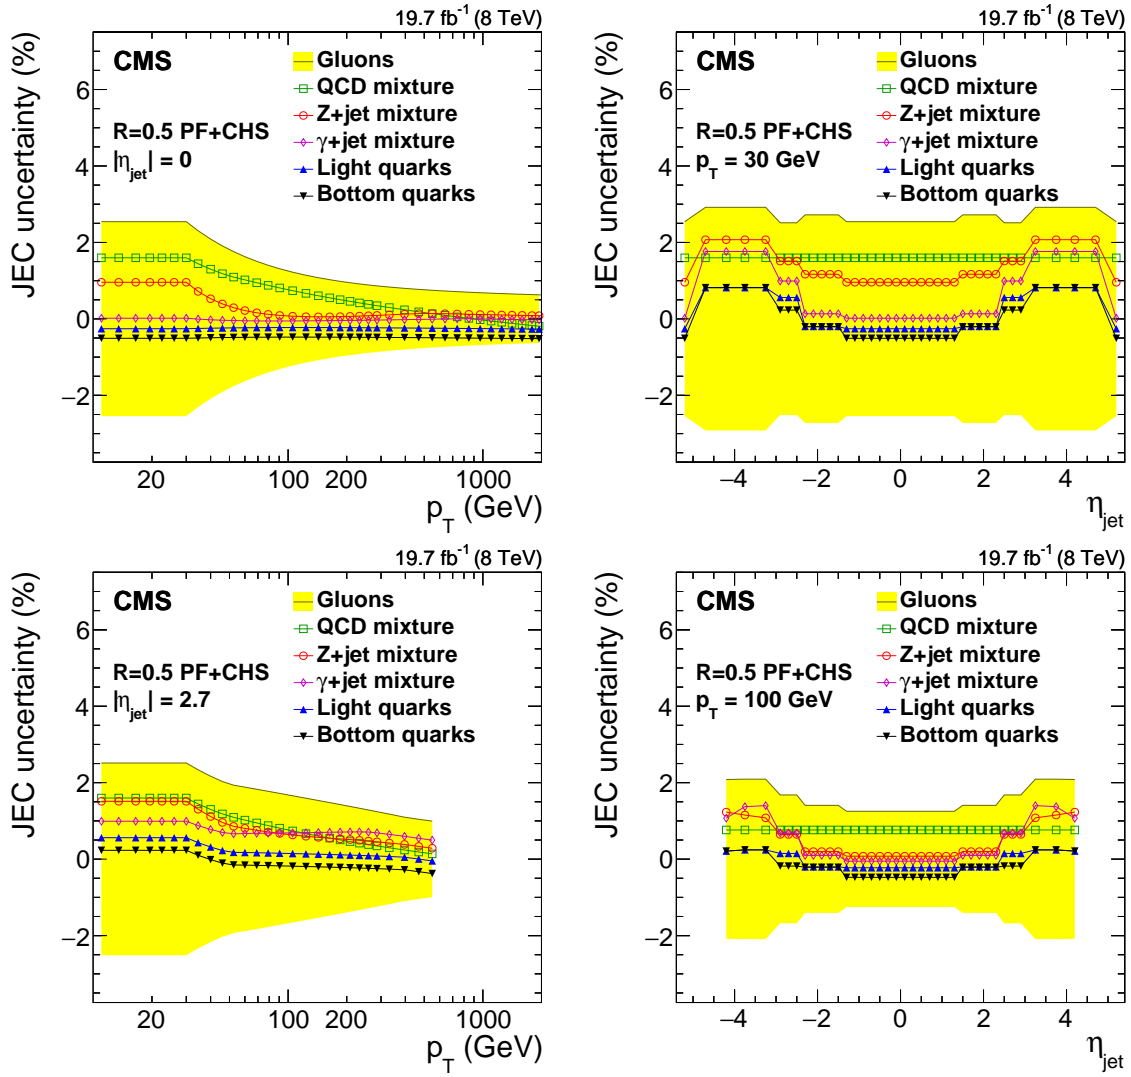 19.7 fb⁻¹ (8 TeV)
JEC uncertainty (%)
CMS
R=0.5 PF+CHS
|η_jet| = 0
Gluons
QCD mixture
Z+jet mixture
γ+jet mixture
Light quarks
Bottom quarks
6
4
2
0
−2
20 100 200 1000
p_T (GeV)
19.7 fb⁻¹ (8 TeV)
JEC uncertainty (%)
CMS
R=0.5 PF+CHS
p_T = 30 GeV
Gluons
QCD mixture
Z+jet mixture
γ+jet mixture
Light quarks
Bottom quarks
6
4
2
0
−2
−4 −2 0 2 4
η_jet
19.7 fb⁻¹ (8 TeV)
JEC uncertainty (%)
CMS
R=0.5 PF+CHS
|η_jet| = 2.7
Gluons
QCD mixture
Z+jet mixture
γ+jet mixture
Light quarks
Bottom quarks
6
4
2
0
−2
20 100 200 1000
p_T (GeV)
19.7 fb⁻¹ (8 TeV)
JEC uncertainty (%)
CMS
R=0.5 PF+CHS
p_T = 100 GeV
Gluons
QCD mixture
Z+jet mixture
γ+jet mixture
Light quarks
Bottom quarks
6
4
2
0
−2
−4 −2 0 2 4
η_jet